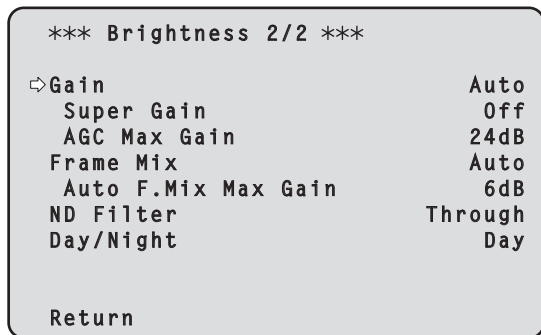 *** Brightness 2/2 ***
⇨Gain Auto
Super Gain Off
AGC Max Gain 24dB
Frame Mix Auto
Auto F.Mix Max Gain 6dB
ND Filter Through
Day/Night Day
Return